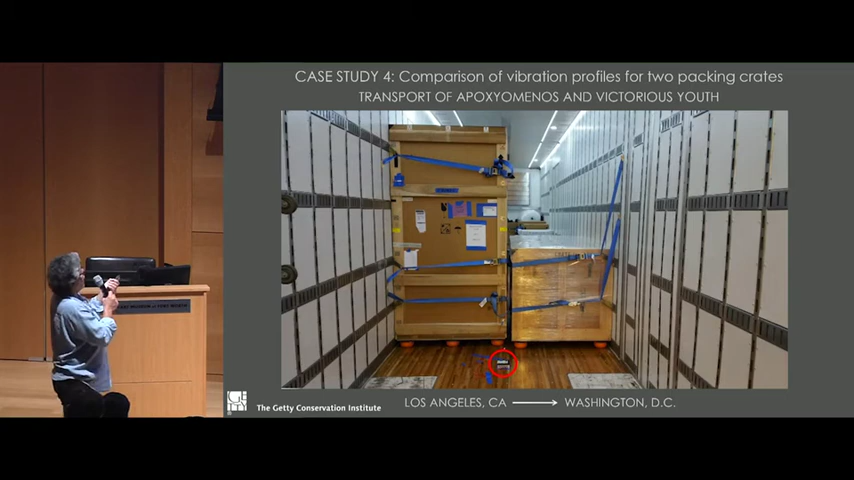 CASE STUDY 4: Comparison of vibration profiles for two packing crates
TRANSPORT OF APOXYOMENOS AND VICTORIOUS YOUTH
The Getty Conservation Institute
LOS ANGELES, CA
WASHINGTON, D.C.